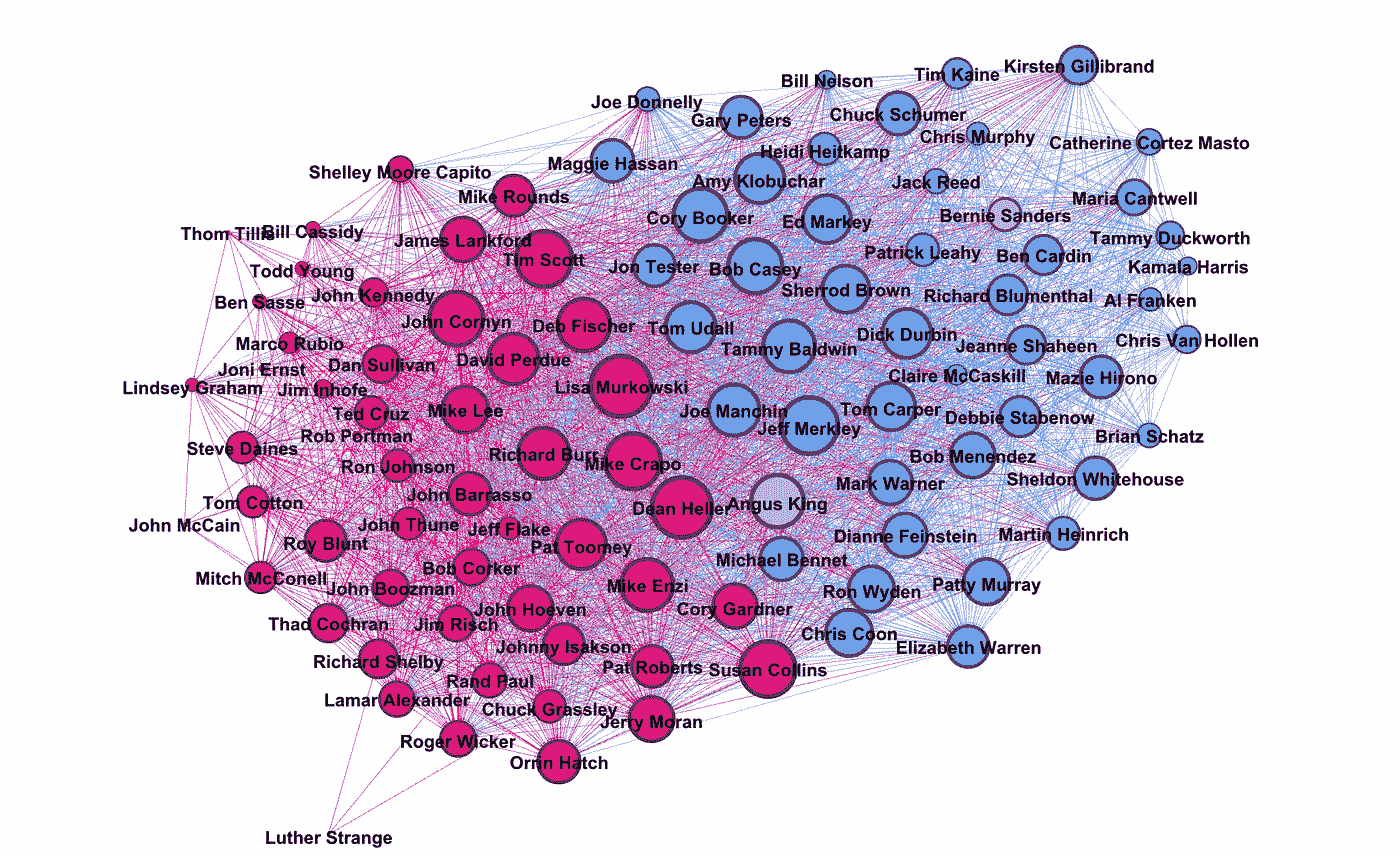 Kirsten Gillibrand
Tim Kaine
Bill Nelson
Joe Donnelly
Chuck Schumer
Gary Peters
Chris Murphy
Catherine Cortez Masto
Heidi Heitkamp
Maggie Hassan
Shelley Moore Capito
Amy Klobuchar
Jack Reed
Mike Rounds
Maria Cantwell
Bernie Sanders
Cory Booker
Ed Markey
Thom Tillis
Bill Cassidy
James Lankford
Tammy Duckworth
Patrick Leahy
Ben Cardin
Tim Scott
Jon Tester
Bob Casey
Kamala Harris
Todd Young
Sherrod Brown
John Kennedy
Richard Blumenthal
Ben Sasse
Al Franken
John Cornyn
Deb Fischer
Tom Udall
Dick Durbin
Chris Van Hollen
Marco Rubio
Jeanne Shaheen
Tammy Baldwin
David Perdue
Dan Sullivan
Joni Ernst
Claire McCaskill
Mazie Hirono
Lindsey Graham
Jim Inhofe
Lisa Murkowski
Tom Carper
Mike Lee
Joe Manchin
Ted Cruz
Debbie Stabenow
Jeff Merkley
Rob Portman
Brian Schatz
Steve Daines
Richard Burr
Bob Menendez
Mike Crapo
Ron Johnson
Sheldon Whitehouse
Mark Warner
John Barrasso
Tom Cotton
Angus King
Dean Heller
John McCain
John Thune
Jeff Flake
Martin Heinrich
Dianne Feinstein
Roy Blunt
Pat Toomey
Michael Bennet
Bob Corker
Mitch McConell
Patty Murray
Mike Enzi
John Boozman
Ron Wyden
John Hoeven
Cory Gardner
Thad Cochran
Jim Risch
Chris Coon
Johnny Isakson
Elizabeth Warren
Richard Shelby
Pat Roberts
Susan Collins
Rand Paul
Lamar Alexander
Chuck Grassley
Jerry Moran
Roger Wicker
Orrin Hatch
Luther Strange